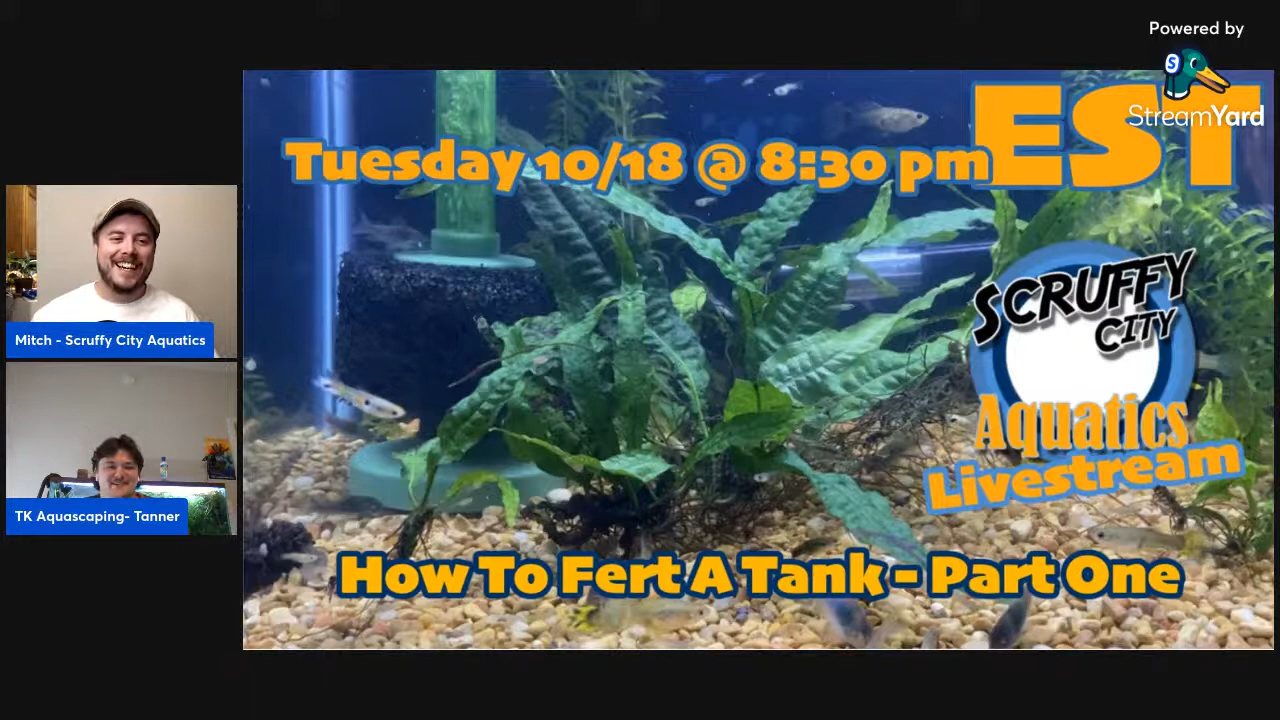 Powered by
S
StreamYard
Tuesday 10/18 @ 8:30 pm EST
SCRUFFY
CITY
Aquatics
Livestream
Mitch - Scruffy City Aquatics
TK Aquascaping- Tanner
How To Fert A Tank - Part One